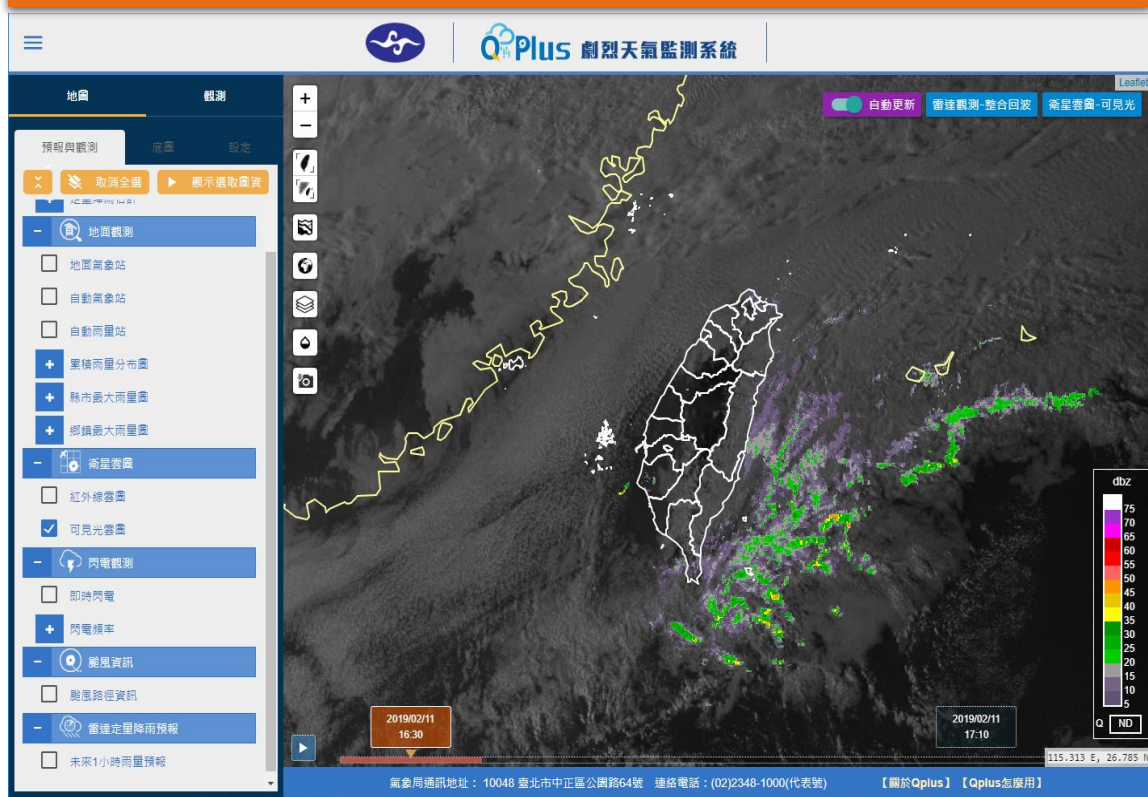 QPlus 劇烈天氣監測系統
地圖
觀測
預報與觀測
底圖
設定
取消全選
顯示選取圖資
定量降雨估計
地面觀測
地面氣象站
自動氣象站
自動雨量站
累積雨量分布圖
縣市最大雨量圖
鄉鎮最大雨量圖
衛星雲圖
紅外線雲圖
可見光雲圖
閃電觀測
即時閃電
閃電頻率
颱風資訊
颱風路徑資訊
雷達定量降雨預報
未來1小時雨量預報
+
−
Leaflet
自動更新
雷達觀測-整合回波
衛星雲圖-可見光
dbz
75
70
65
60
55
50
45
40
35
30
25
20
15
10
5
Q ND
2019/02/11
16:30
2019/02/11
17:10
115.313 E, 26.785 N
氣象局通訊地址： 10048 臺北市中正區公園路64號 連絡電話：(02)2348-1000(代表號) 【關於Qplus】【Qplus怎麼用】